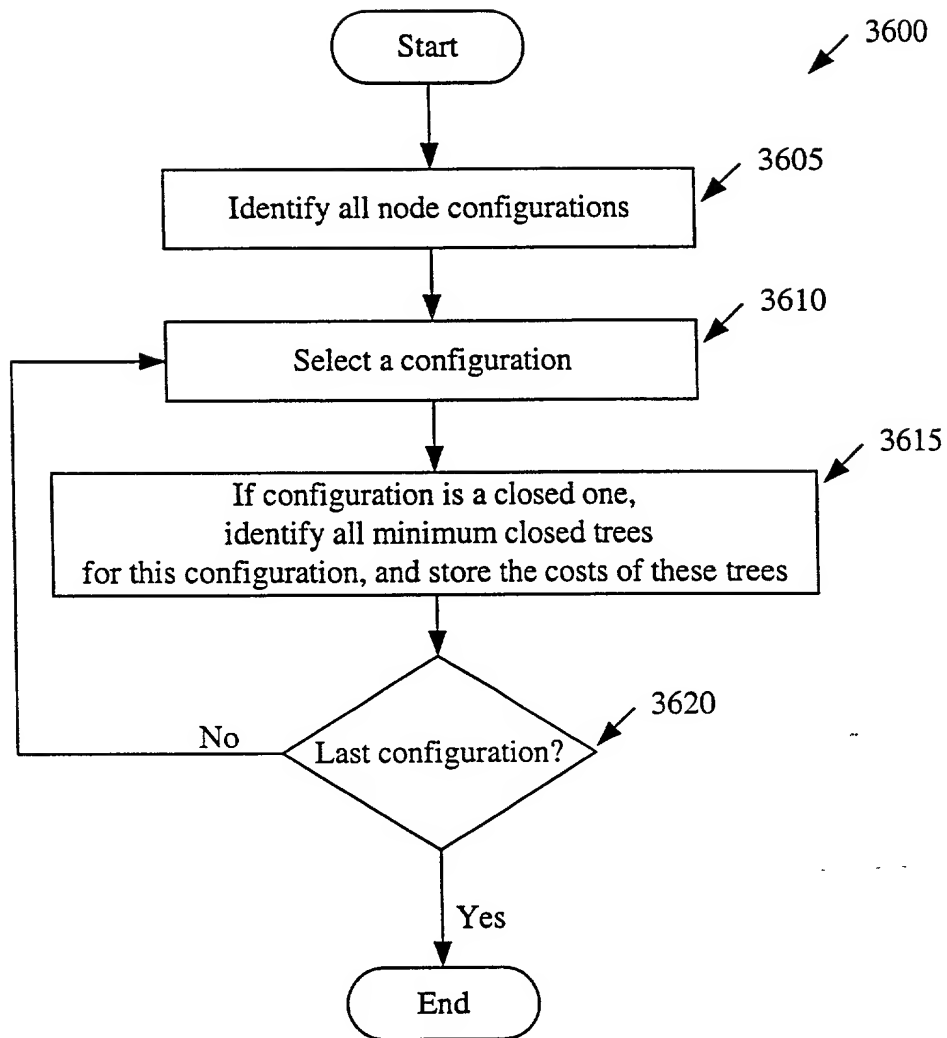 Start
3600
3605
Identify all node configurations
3610
Select a configuration
3615
If configuration is a closed one,
identify all minimum closed trees
for this configuration, and store the costs of these trees
3620
No
Last configuration?
Yes
End